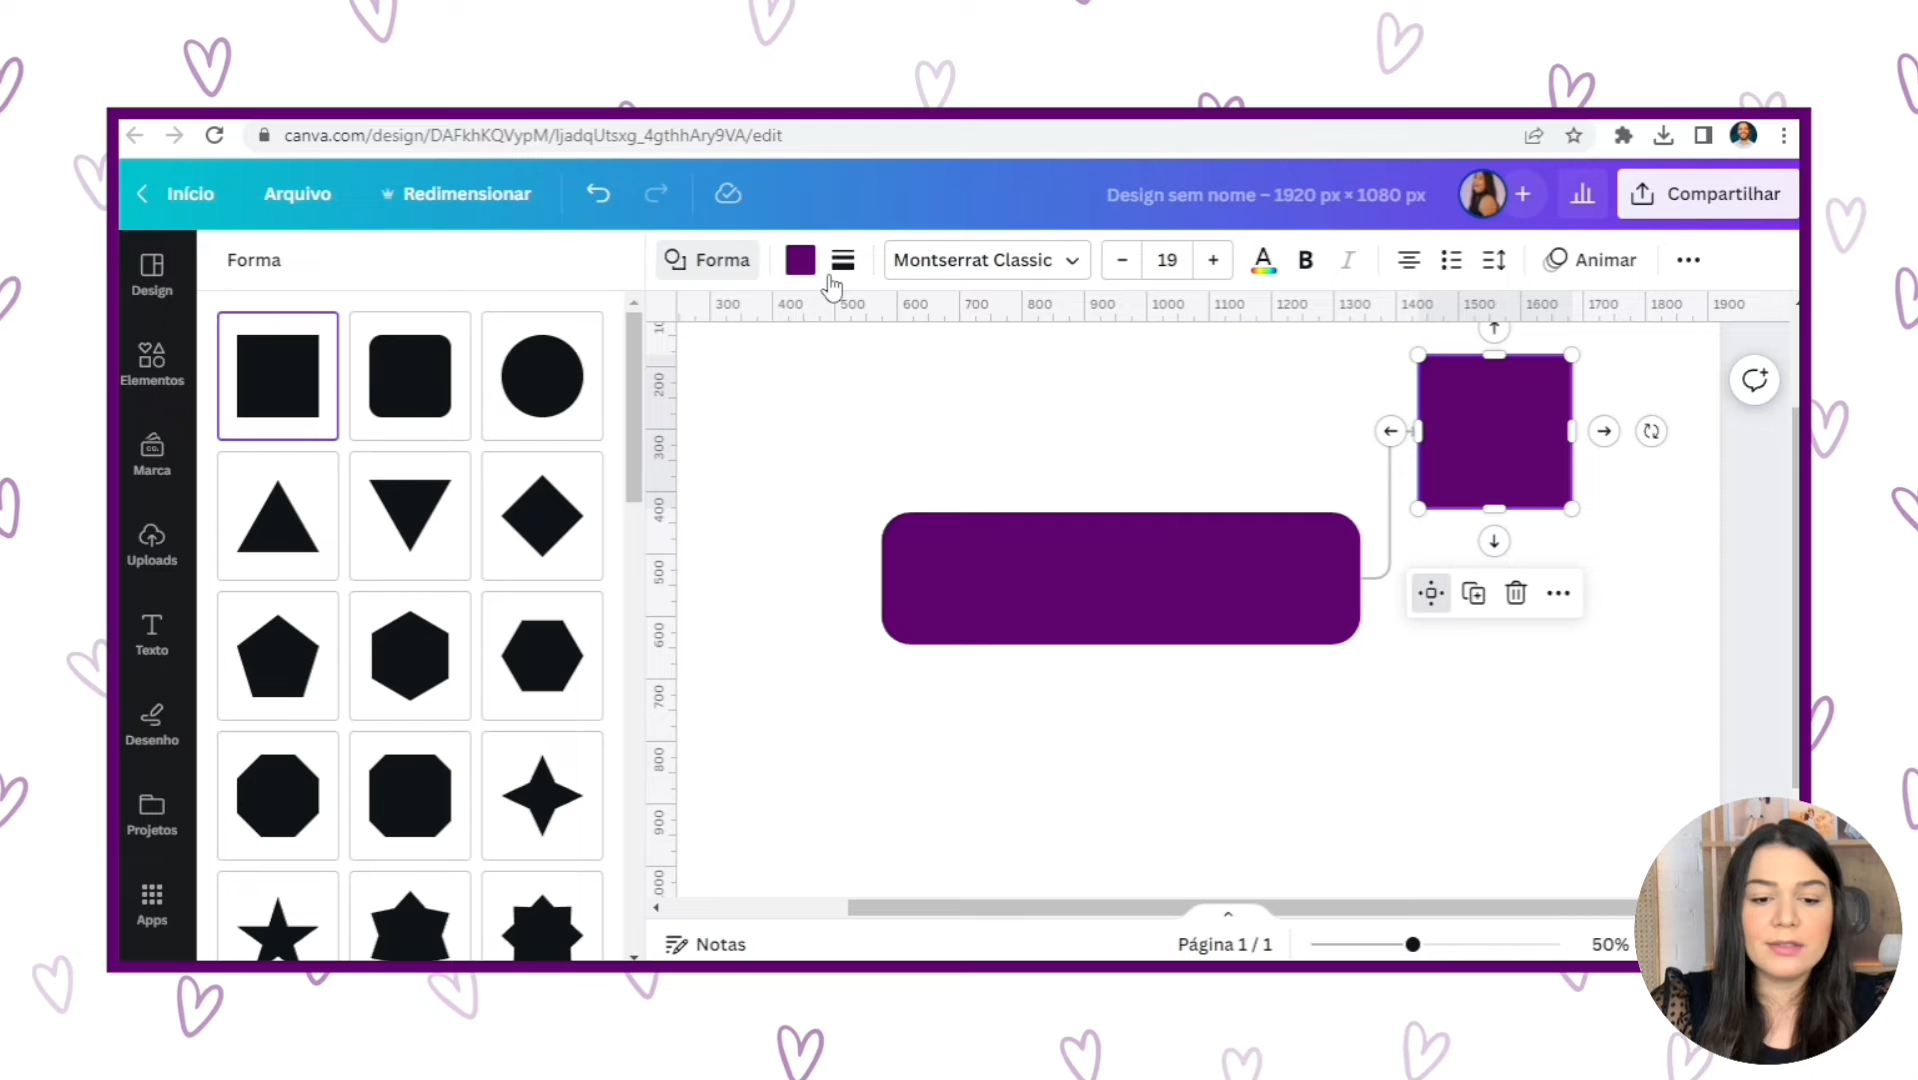 canva.com/design/DAFkhKQVypM/ljadqUtsxg_4gthhAry9VA/edit
Início
Arquivo
Redimensionar
Design sem nome – 1920 px × 1080 px
Compartilhar
Forma
Forma
Montserrat Classic
19
A
B
I
Animar
300 400 500 600 700 800 900 1000 1100 1200 1300 1400 1500 1600 1700 1800 1900
200
300
400
500
600
700
800
900
Design
Elementos
CO.
Marca
Uploads
T
Texto
Desenho
Projetos
Apps
Notas
Página 1 / 1
50%